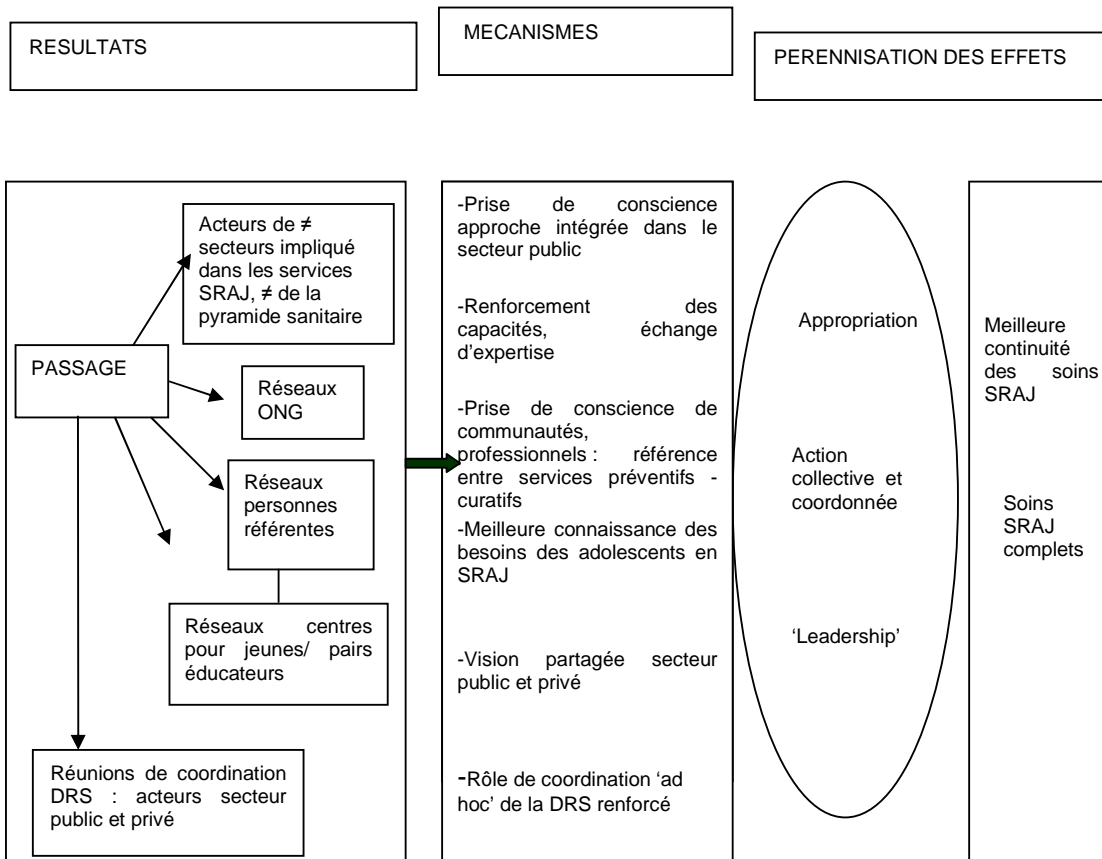 RESULTATS
MECANISMES
PERENNISATION DES EFFETS
Acteurs de ≠
secteurs impliqué
dans les services
SRAJ, ≠ de la
pyramide sanitaire
PASSAGE
Réseaux
ONG
Réseaux
personnes
référentes
Réseaux centres
pour jeunes/ pairs
éducateurs
Réunions de coordination
DRS : acteurs secteur
public et privé
-Prise de conscience
approche intégrée dans le
secteur public
-Renforcement des
capacités, échange
d’expertise
-Prise de conscience de
communautés,
professionnels : référence
entre services préventifs -
curatifs
-Meilleure connaissance des
besoins des adolescents en
SRAJ
-Vision partagée secteur
public et privé
-Rôle de coordination ‘ad
hoc’ de la DRS renforcé
Appropriation
Action
collective et
coordonnée
‘Leadership’
Meilleure
continuité
des soins
SRAJ
Soins
SRAJ
complets